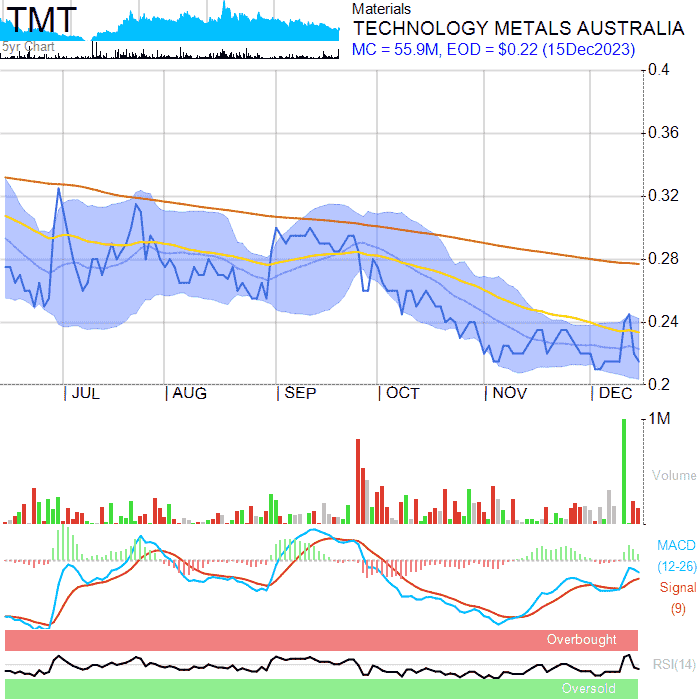 TMT
5yr Chart
Materials
TECHNOLOGY METALS AUSTRALIA
MC = 55.9M, EOD = $0.22 (15Dec2023)
0.4
0.36
0.32
0.28
0.24
0.2
JUL AUG SEP OCT NOV DEC
1M
Volume
MACD
(12-26)
Signal
(9)
Overbought
RSI(14)
Oversold